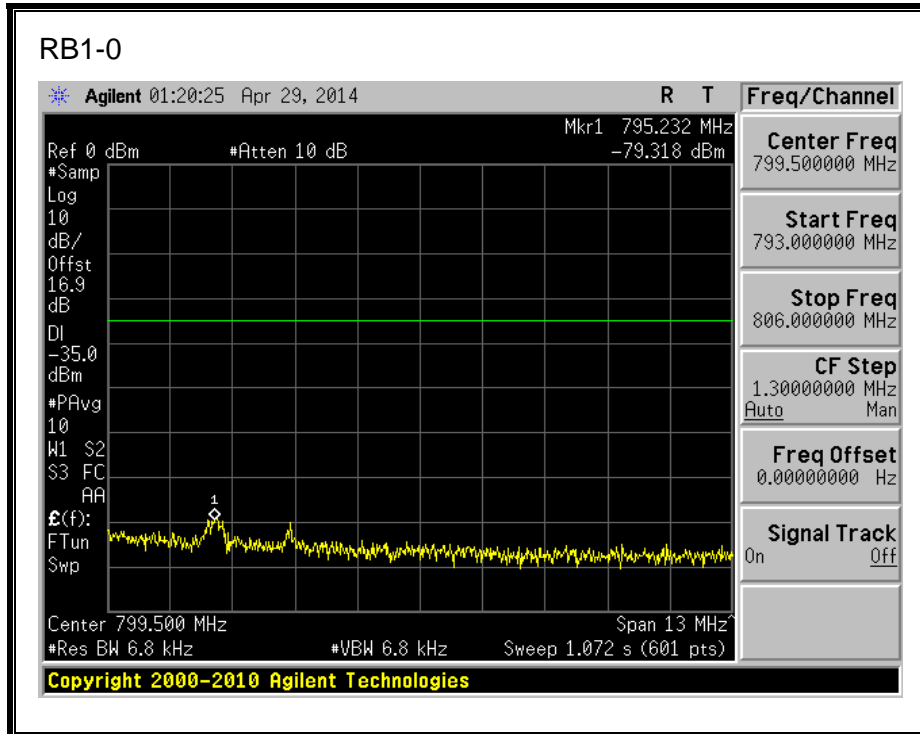 RB1-0
Agilent 01:20:25 Apr 29, 2014 R T
Mkr1 795.232 MHz
Ref 0 dBm #Atten 10 dB -79.318 dBm
#Samp
Log
10
dB/
Offst
16.9
dB
DI
-35.0
dBm
#PAvg
10
W1 S2
S3 FC
AA
£(f):
FTun
Swp
1
Center 799.500 MHz Span 13 MHz^
#Res BW 6.8 kHz #VBW 6.8 kHz Sweep 1.072 s (601 pts)
Freq/Channel
Center Freq
799.500000 MHz
Start Freq
793.000000 MHz
Stop Freq
806.000000 MHz
CF Step
1.30000000 MHz
Auto Man
Freq Offset
0.00000000 Hz
Signal Track
On Off
Copyright 2000-2010 Agilent Technologies